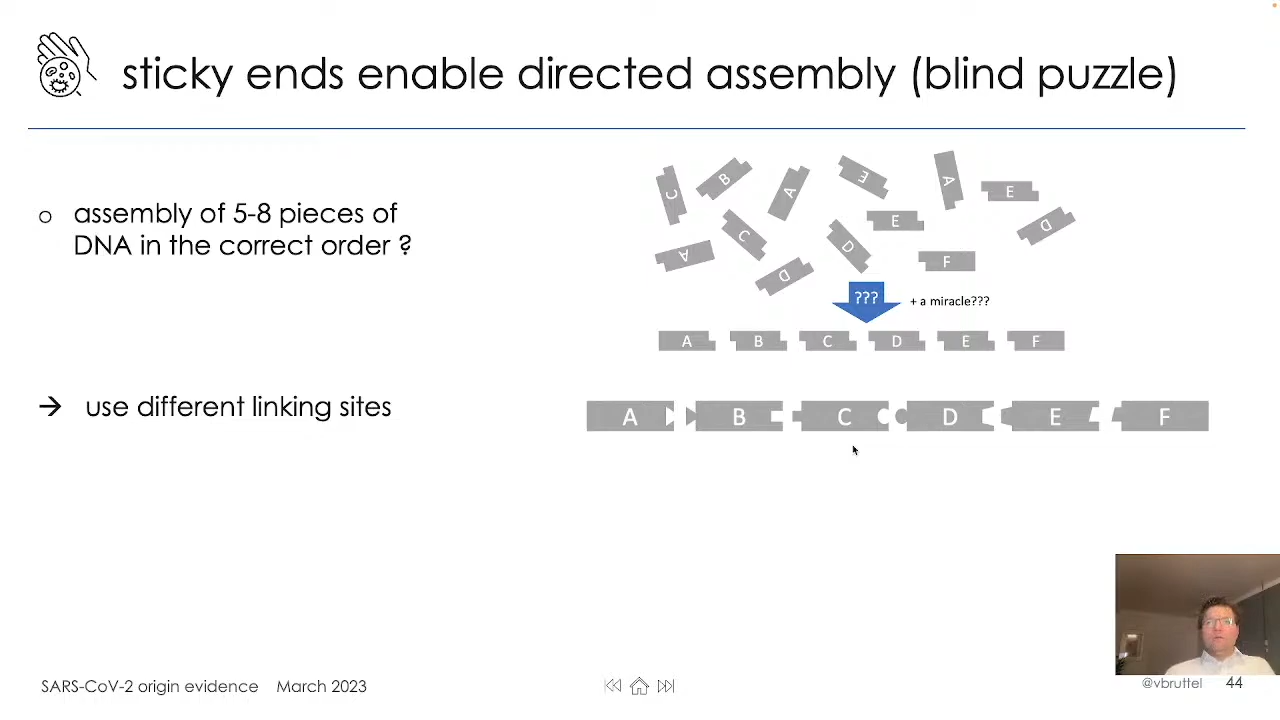 sticky ends enable directed assembly (blind puzzle)
assembly of 5-8 pieces of
DNA in the correct order ?
C B A E A E
A C D E F D
D
??? + a miracle???
A B C D E F
→ use different linking sites
A B C D E F
SARS-CoV-2 origin evidence March 2023
@vbruttel 44